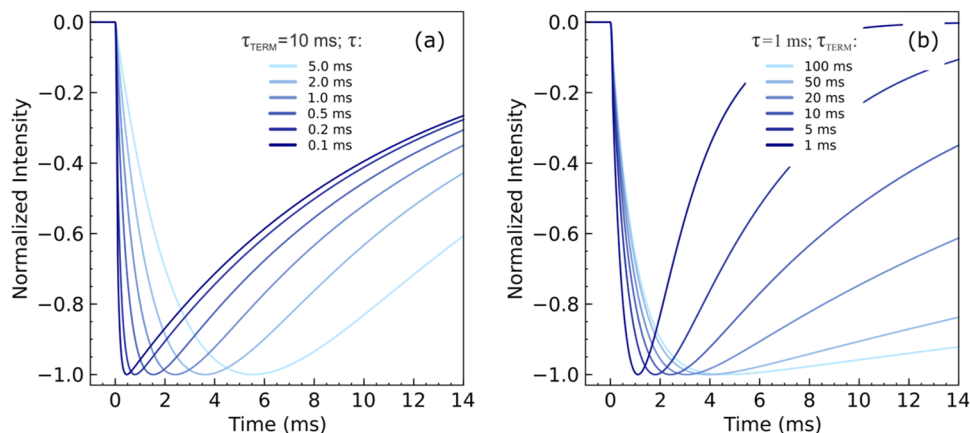 τTERM=10 ms; τ: (a)
5.0 ms
2.0 ms
1.0 ms
0.5 ms
0.2 ms
0.1 ms
0.0
−0.2
−0.4
−0.6
−0.8
−1.0
Normalized Intensity
0 2 4 6 8 10 12 14
Time (ms)
τ=1 ms; τTERM: (b)
100 ms
50 ms
20 ms
10 ms
5 ms
1 ms
0.0
−0.2
−0.4
−0.6
−0.8
−1.0
Normalized Intensity
0 2 4 6 8 10 12 14
Time (ms)